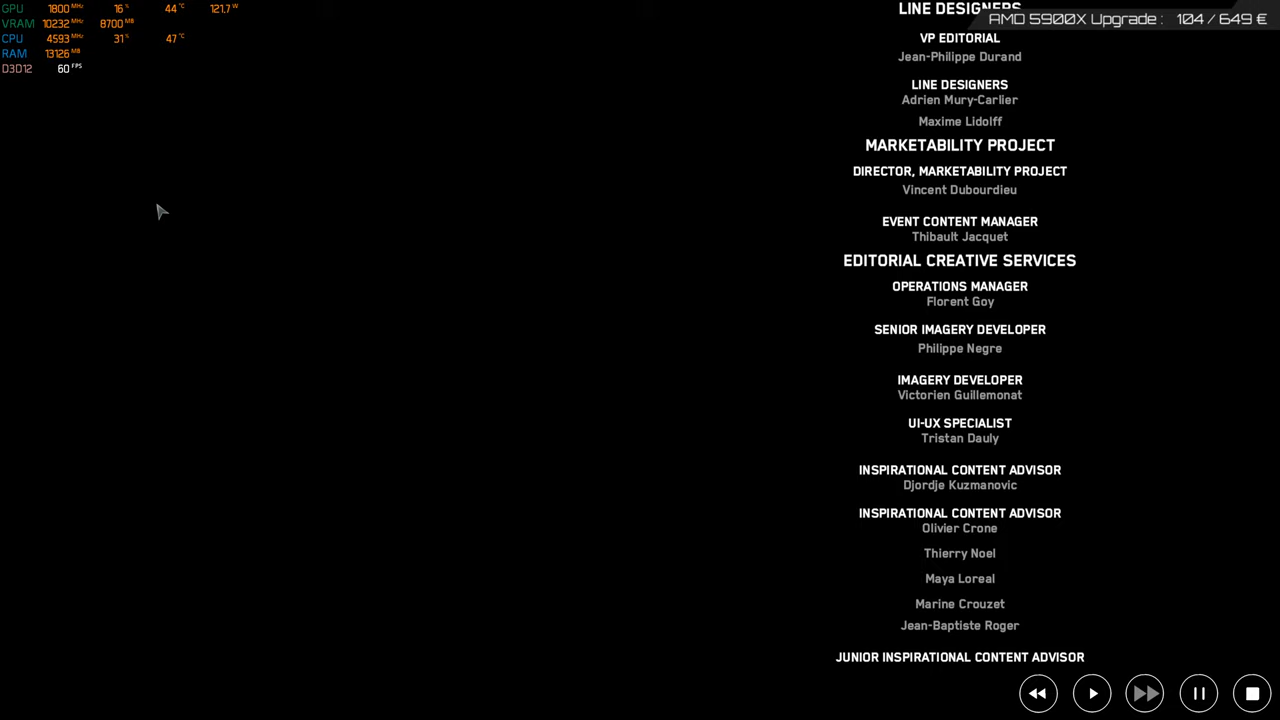 GPU 1800 MHz 16 % 44 °C 121.7 W
VRAM 10232 MHz 8700 MB
CPU 4593 MHz 31 % 47 °C
RAM 13126 MB
D3D12 60 FPS
AMD 5900X Upgrade : 104 / 649 €
LINE DESIGNERS
VP EDITORIAL
Jean-Philippe Durand
LINE DESIGNERS
Adrien Mury-Carlier
Maxime Lidolff
MARKETABILITY PROJECT
DIRECTOR, MARKETABILITY PROJECT
Vincent Dubourdieu
EVENT CONTENT MANAGER
Thibault Jacquet
EDITORIAL CREATIVE SERVICES
OPERATIONS MANAGER
Florent Goy
SENIOR IMAGERY DEVELOPER
Philippe Negre
IMAGERY DEVELOPER
Victorien Guillemonat
UI-UX SPECIALIST
Tristan Dauly
INSPIRATIONAL CONTENT ADVISOR
Djordje Kuzmanovic
INSPIRATIONAL CONTENT ADVISOR
Olivier Crone
Thierry Noel
Maya Loreal
Marine Crouzet
Jean-Baptiste Roger
JUNIOR INSPIRATIONAL CONTENT ADVISOR